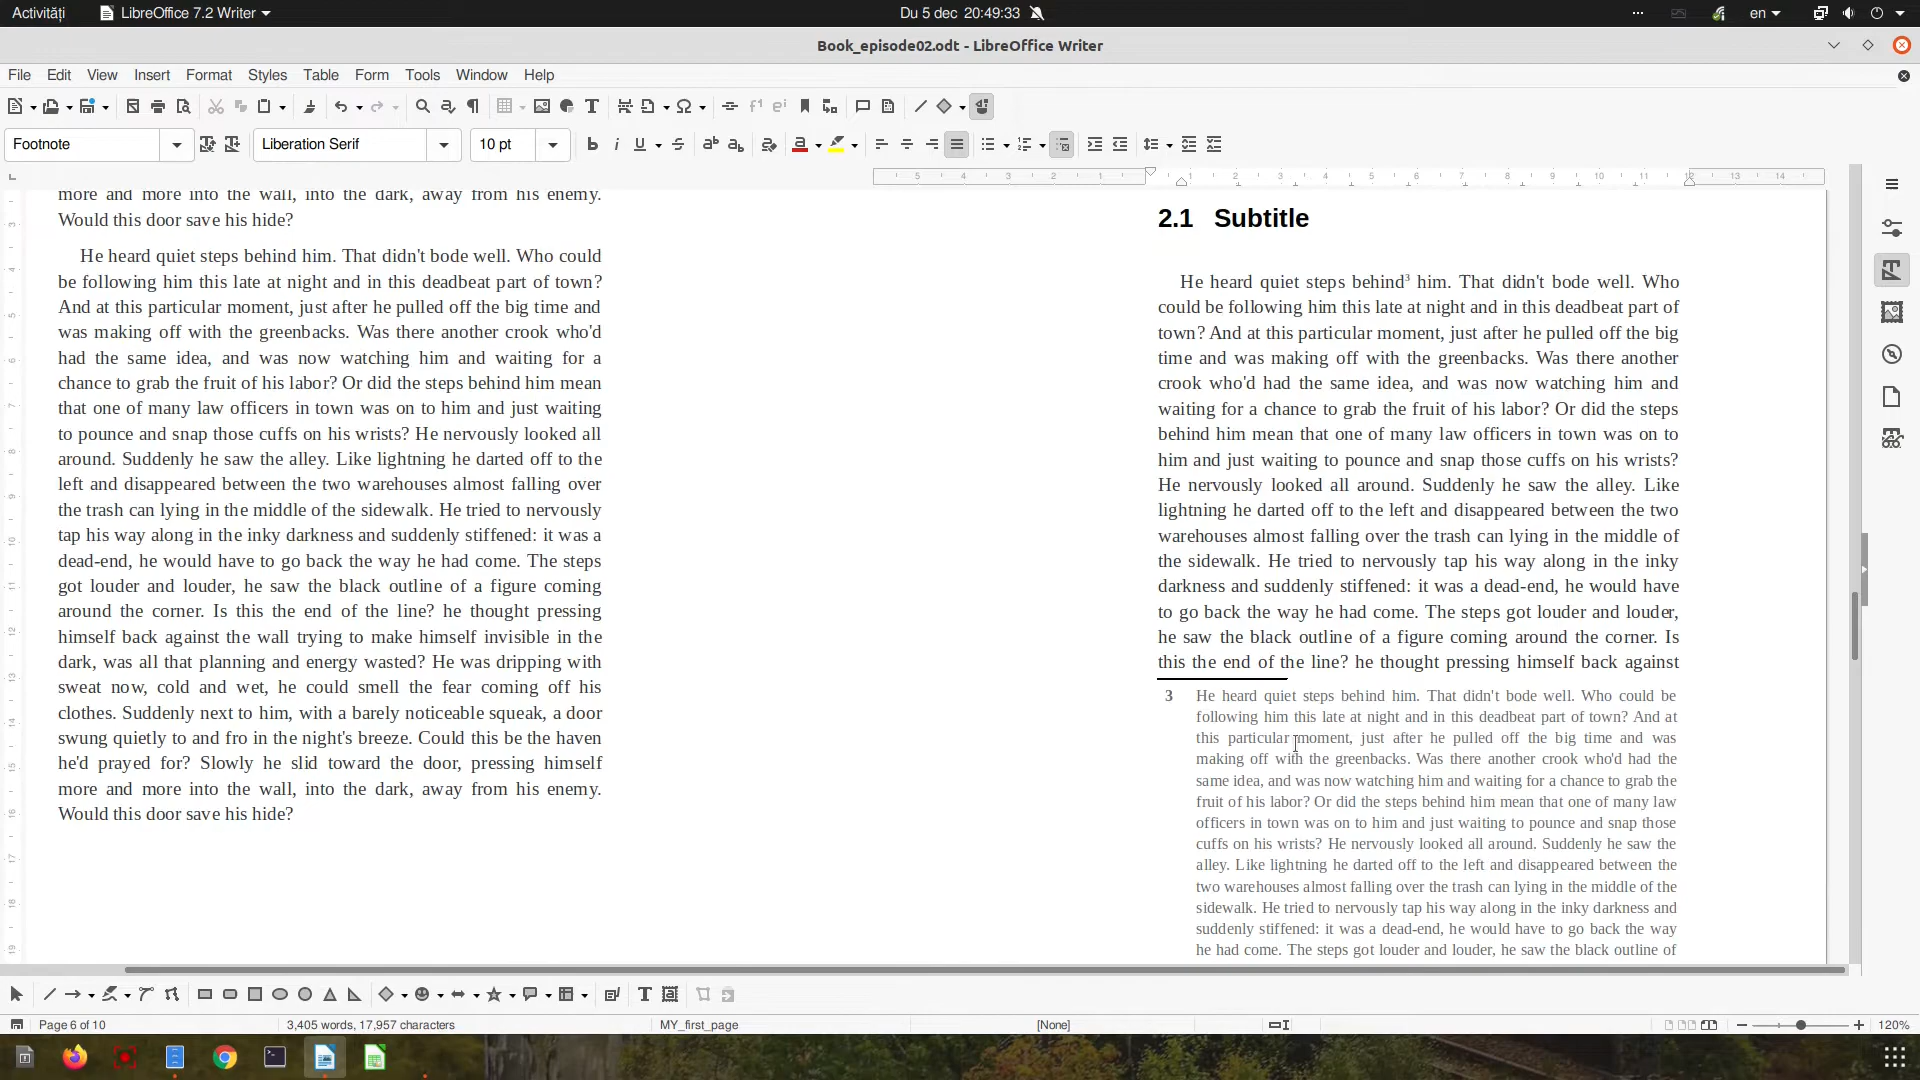 Activități
LibreOffice 7.2 Writer
Du 5 dec 20:49:33
en
Book_episode02.odt - LibreOffice Writer
File Edit View Insert Format Styles Table Form Tools Window Help
Footnote
Liberation Serif
10 pt
more and more into the wall, into the dark, away from his enemy.
Would this door save his hide?
He heard quiet steps behind him. That didn't bode well. Who could
be following him this late at night and in this deadbeat part of town?
And at this particular moment, just after he pulled off the big time and
was making off with the greenbacks. Was there another crook who'd
had the same idea, and was now watching him and waiting for a
chance to grab the fruit of his labor? Or did the steps behind him mean
that one of many law officers in town was on to him and just waiting
to pounce and snap those cuffs on his wrists? He nervously looked all
around. Suddenly he saw the alley. Like lightning he darted off to the
left and disappeared between the two warehouses almost falling over
the trash can lying in the middle of the sidewalk. He tried to nervously
tap his way along in the inky darkness and suddenly stiffened: it was a
dead-end, he would have to go back the way he had come. The steps
got louder and louder, he saw the black outline of a figure coming
around the corner. Is this the end of the line? he thought pressing
himself back against the wall trying to make himself invisible in the
dark, was all that planning and energy wasted? He was dripping with
sweat now, cold and wet, he could smell the fear coming off his
clothes. Suddenly next to him, with a barely noticeable squeak, a door
swung quietly to and fro in the night's breeze. Could this be the haven
he'd prayed for? Slowly he slid toward the door, pressing himself
more and more into the wall, into the dark, away from his enemy.
Would this door save his hide?
2.1 Subtitle
He heard quiet steps behind3 him. That didn't bode well. Who
could be following him this late at night and in this deadbeat part of
town? And at this particular moment, just after he pulled off the big
time and was making off with the greenbacks. Was there another
crook who'd had the same idea, and was now watching him and
waiting for a chance to grab the fruit of his labor? Or did the steps
behind him mean that one of many law officers in town was on to
him and just waiting to pounce and snap those cuffs on his wrists?
He nervously looked all around. Suddenly he saw the alley. Like
lightning he darted off to the left and disappeared between the two
warehouses almost falling over the trash can lying in the middle of
the sidewalk. He tried to nervously tap his way along in the inky
darkness and suddenly stiffened: it was a dead-end, he would have
to go back the way he had come. The steps got louder and louder,
he saw the black outline of a figure coming around the corner. Is
this the end of the line? he thought pressing himself back against
3 He heard quiet steps behind him. That didn't bode well. Who could be
following him this late at night and in this deadbeat part of town? And at
this particular moment, just after he pulled off the big time and was
making off with the greenbacks. Was there another crook who'd had the
same idea, and was now watching him and waiting for a chance to grab the
fruit of his labor? Or did the steps behind him mean that one of many law
officers in town was on to him and just waiting to pounce and snap those
cuffs on his wrists? He nervously looked all around. Suddenly he saw the
alley. Like lightning he darted off to the left and disappeared between the
two warehouses almost falling over the trash can lying in the middle of the
sidewalk. He tried to nervously tap his way along in the inky darkness and
suddenly stiffened: it was a dead-end, he would have to go back the way
he had come. The steps got louder and louder, he saw the black outline of
Page 6 of 10
3,405 words, 17,957 characters
MY_first_page
[None]
120%